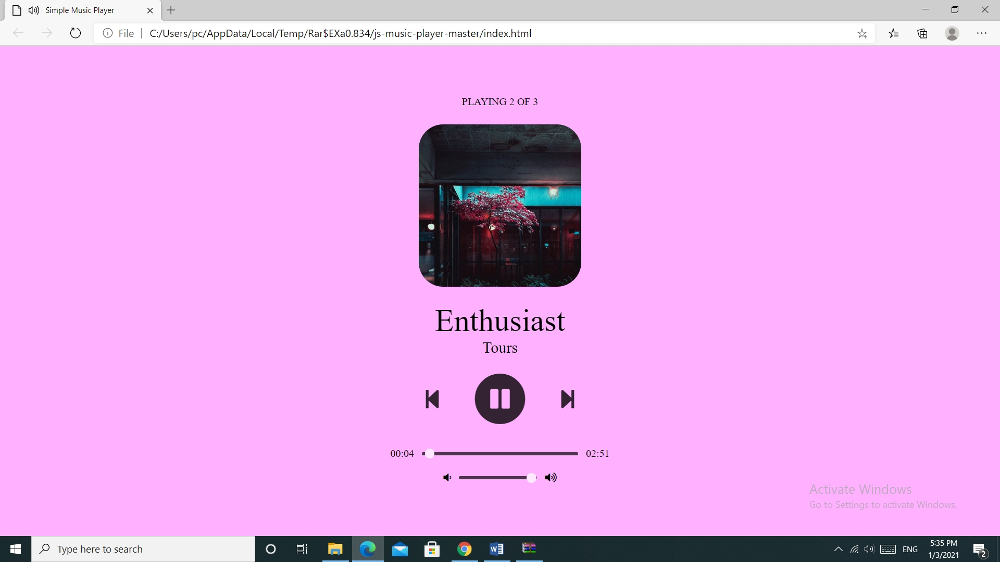 Simple Music Player
File
C:/Users/pc/AppData/Local/Temp/Rar$EXa0.834/js-music-player-master/index.html
PLAYING 2 OF 3
Enthusiast
Tours
00:04
02:51
Activate Windows
Go to Settings to activate Windows.
Type here to search
W
ENG
5:35 PM
1/3/2021
2